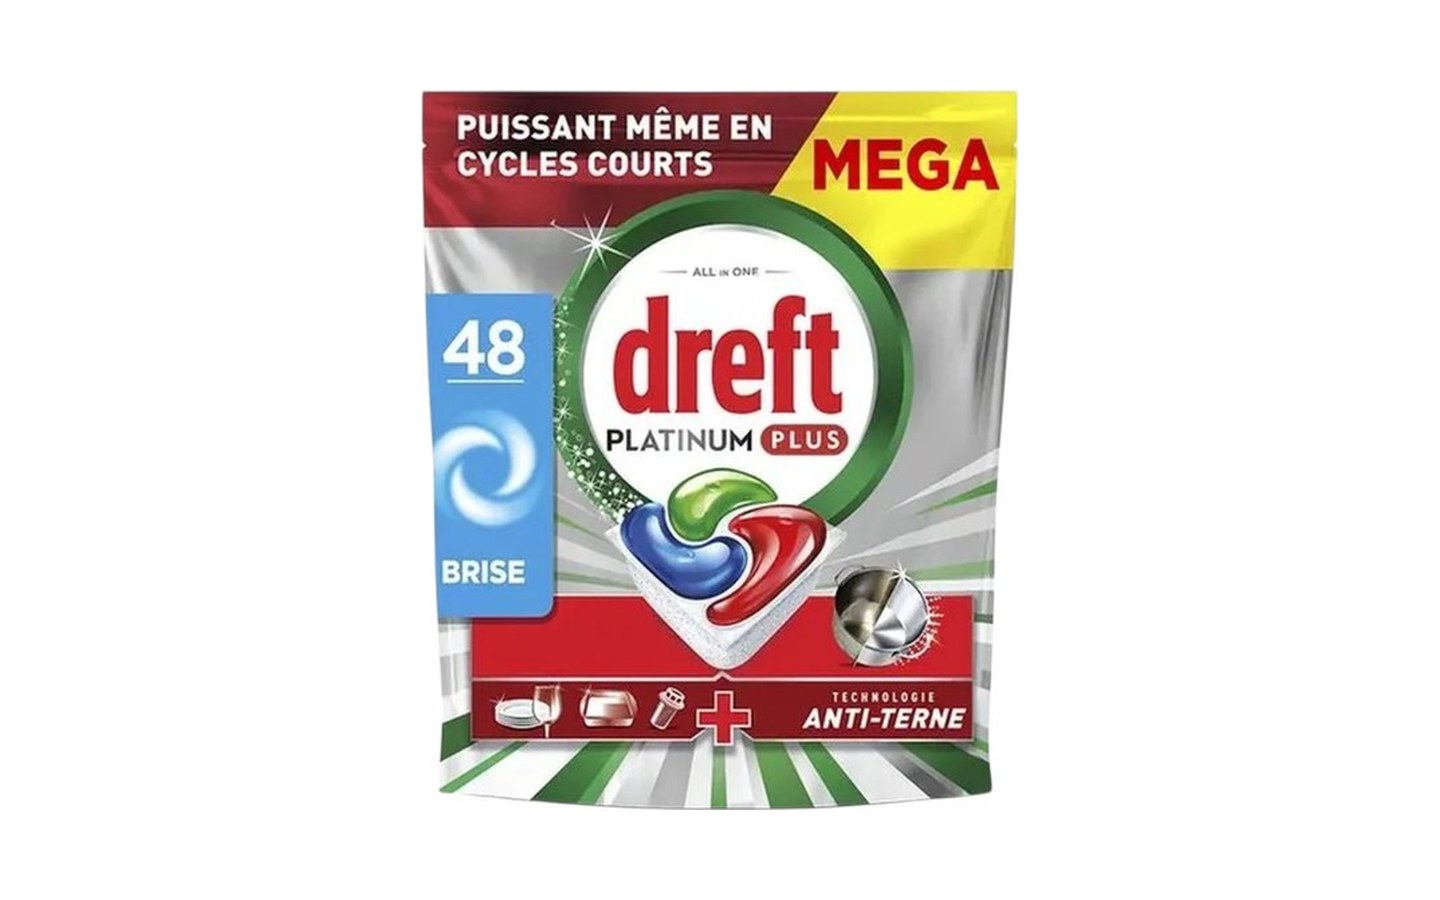 PUISSANT MÊME EN
CYCLES COURTS
MEGA
ALL IN ONE
dreft
PLATINUM PLUS
48
BRISE
TECHNOLOGIE
ANTI-TERNE